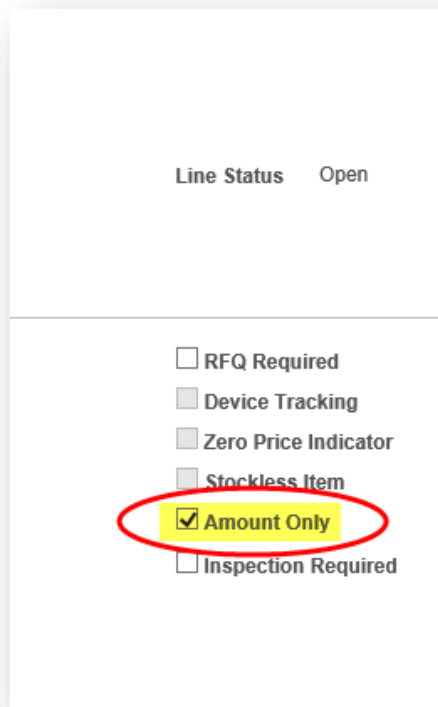 Line Status Open
RFQ Required
Device Tracking
Zero Price Indicator
Stockless Item
Amount Only
Inspection Required